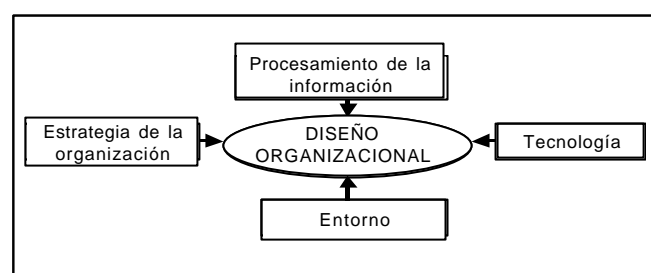 Procesamiento de la
información
Estrategia de la
organización
DISEÑO
ORGANIZACIONAL
Tecnología
Entorno